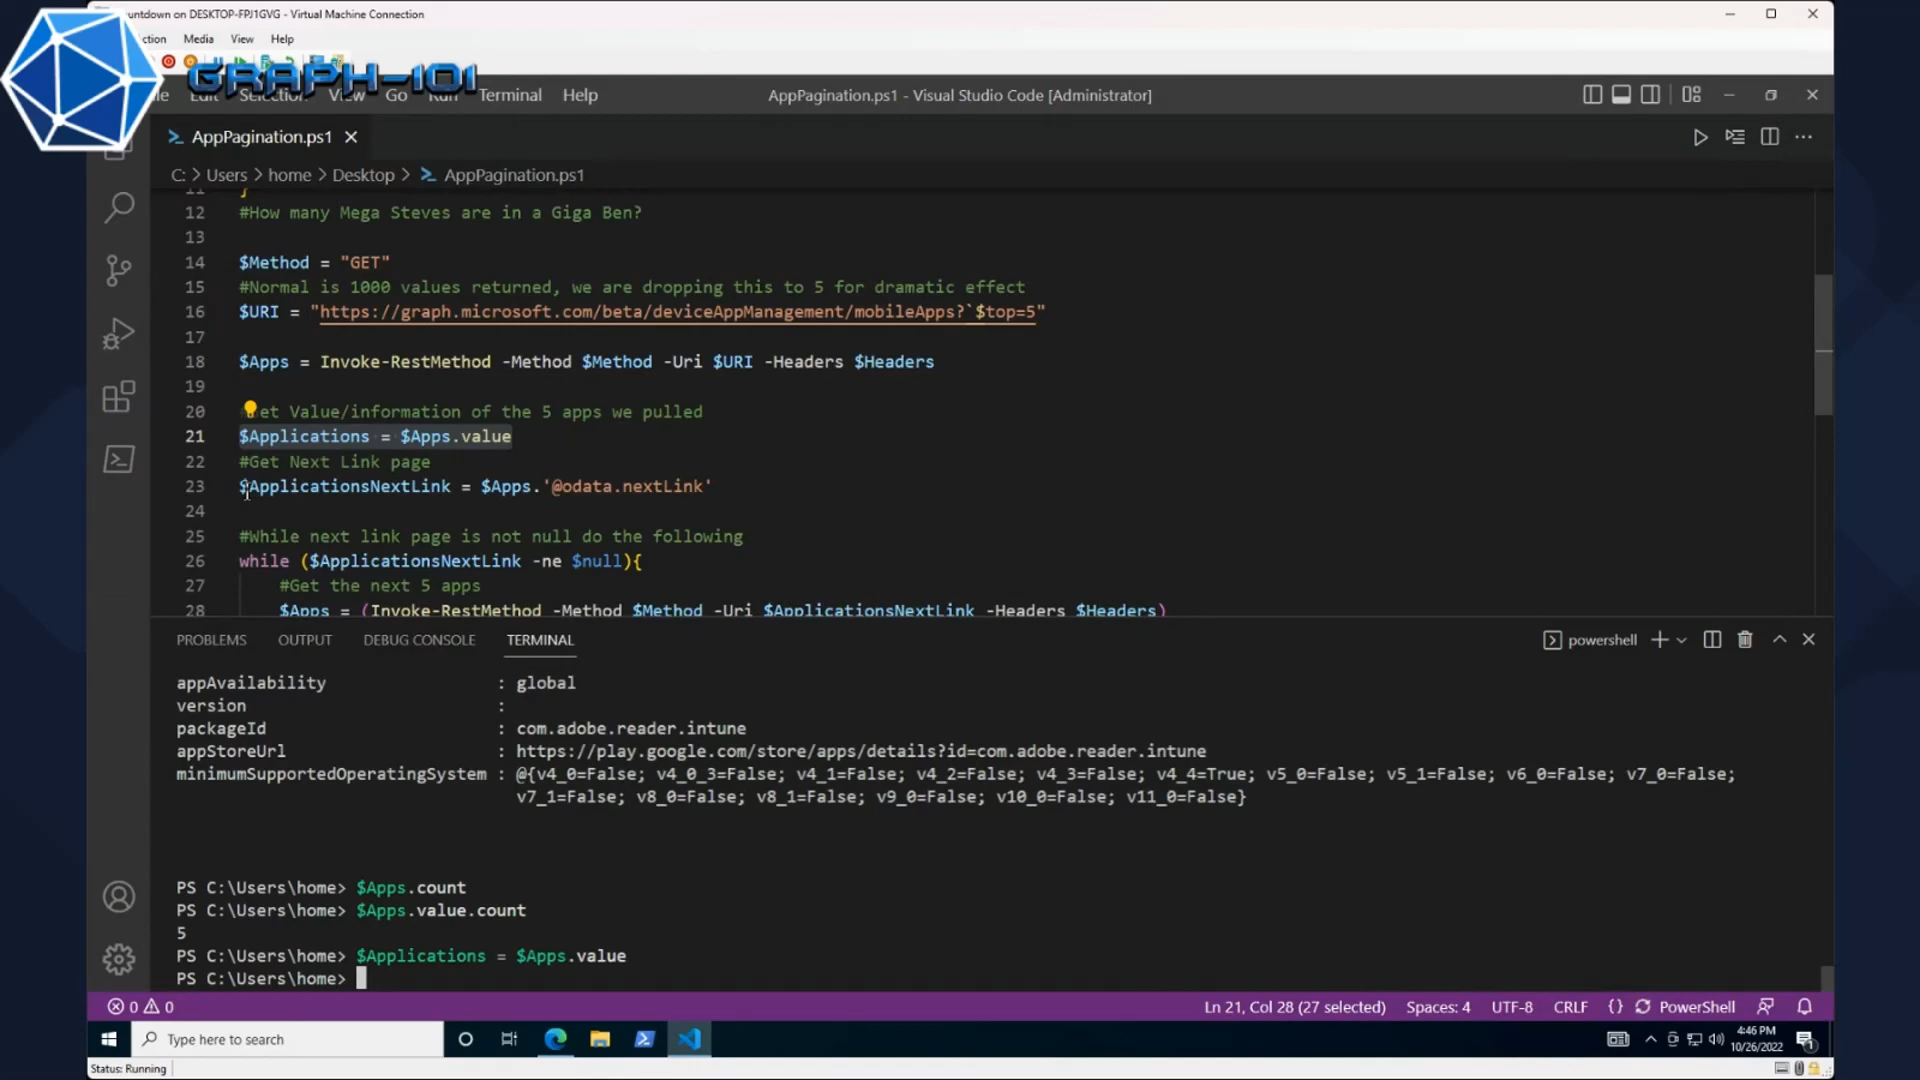 ountdown on DESKTOP-FPJ1GVG - Virtual Machine Connection
ction Media View Help
GRAPH-101
le Edit Selection View Go Run Terminal Help
AppPagination.ps1 - Visual Studio Code [Administrator]
AppPagination.ps1
C: > Users > home > Desktop > AppPagination.ps1
11 }
12 #How many Mega Steves are in a Giga Ben?
13
14 $Method = "GET"
15 #Normal is 1000 values returned, we are dropping this to 5 for dramatic effect
16 $URI = "https://graph.microsoft.com/beta/deviceAppManagement/mobileApps?`$top=5"
17
18 $Apps = Invoke-RestMethod -Method $Method -Uri $URI -Headers $Headers
19
20 et Value/information of the 5 apps we pulled
21 $Applications = $Apps.value
22 #Get Next Link page
23 $ApplicationsNextLink = $Apps.'@odata.nextLink'
24
25 #While next link page is not null do the following
26 while ($ApplicationsNextLink -ne $null){
27 #Get the next 5 apps
28 $Apps = (Invoke-RestMethod -Method $Method -Uri $ApplicationsNextLink -Headers $Headers)
PROBLEMS OUTPUT DEBUG CONSOLE TERMINAL
powershell
appAvailability : global
version :
packageId : com.adobe.reader.intune
appStoreUrl : https://play.google.com/store/apps/details?id=com.adobe.reader.intune
minimumSupportedOperatingSystem : @{v4_0=False; v4_0_3=False; v4_1=False; v4_2=False; v4_3=False; v4_4=True; v5_0=False; v5_1=False; v6_0=False; v7_0=False;
v7_1=False; v8_0=False; v8_1=False; v9_0=False; v10_0=False; v11_0=False}
PS C:\Users\home> $Apps.count
PS C:\Users\home> $Apps.value.count
5
PS C:\Users\home> $Applications = $Apps.value
PS C:\Users\home>
0 0
Ln 21, Col 28 (27 selected) Spaces: 4 UTF-8 CRLF {} PowerShell
Type here to search
4:46 PM
10/26/2022
1
Status: Running